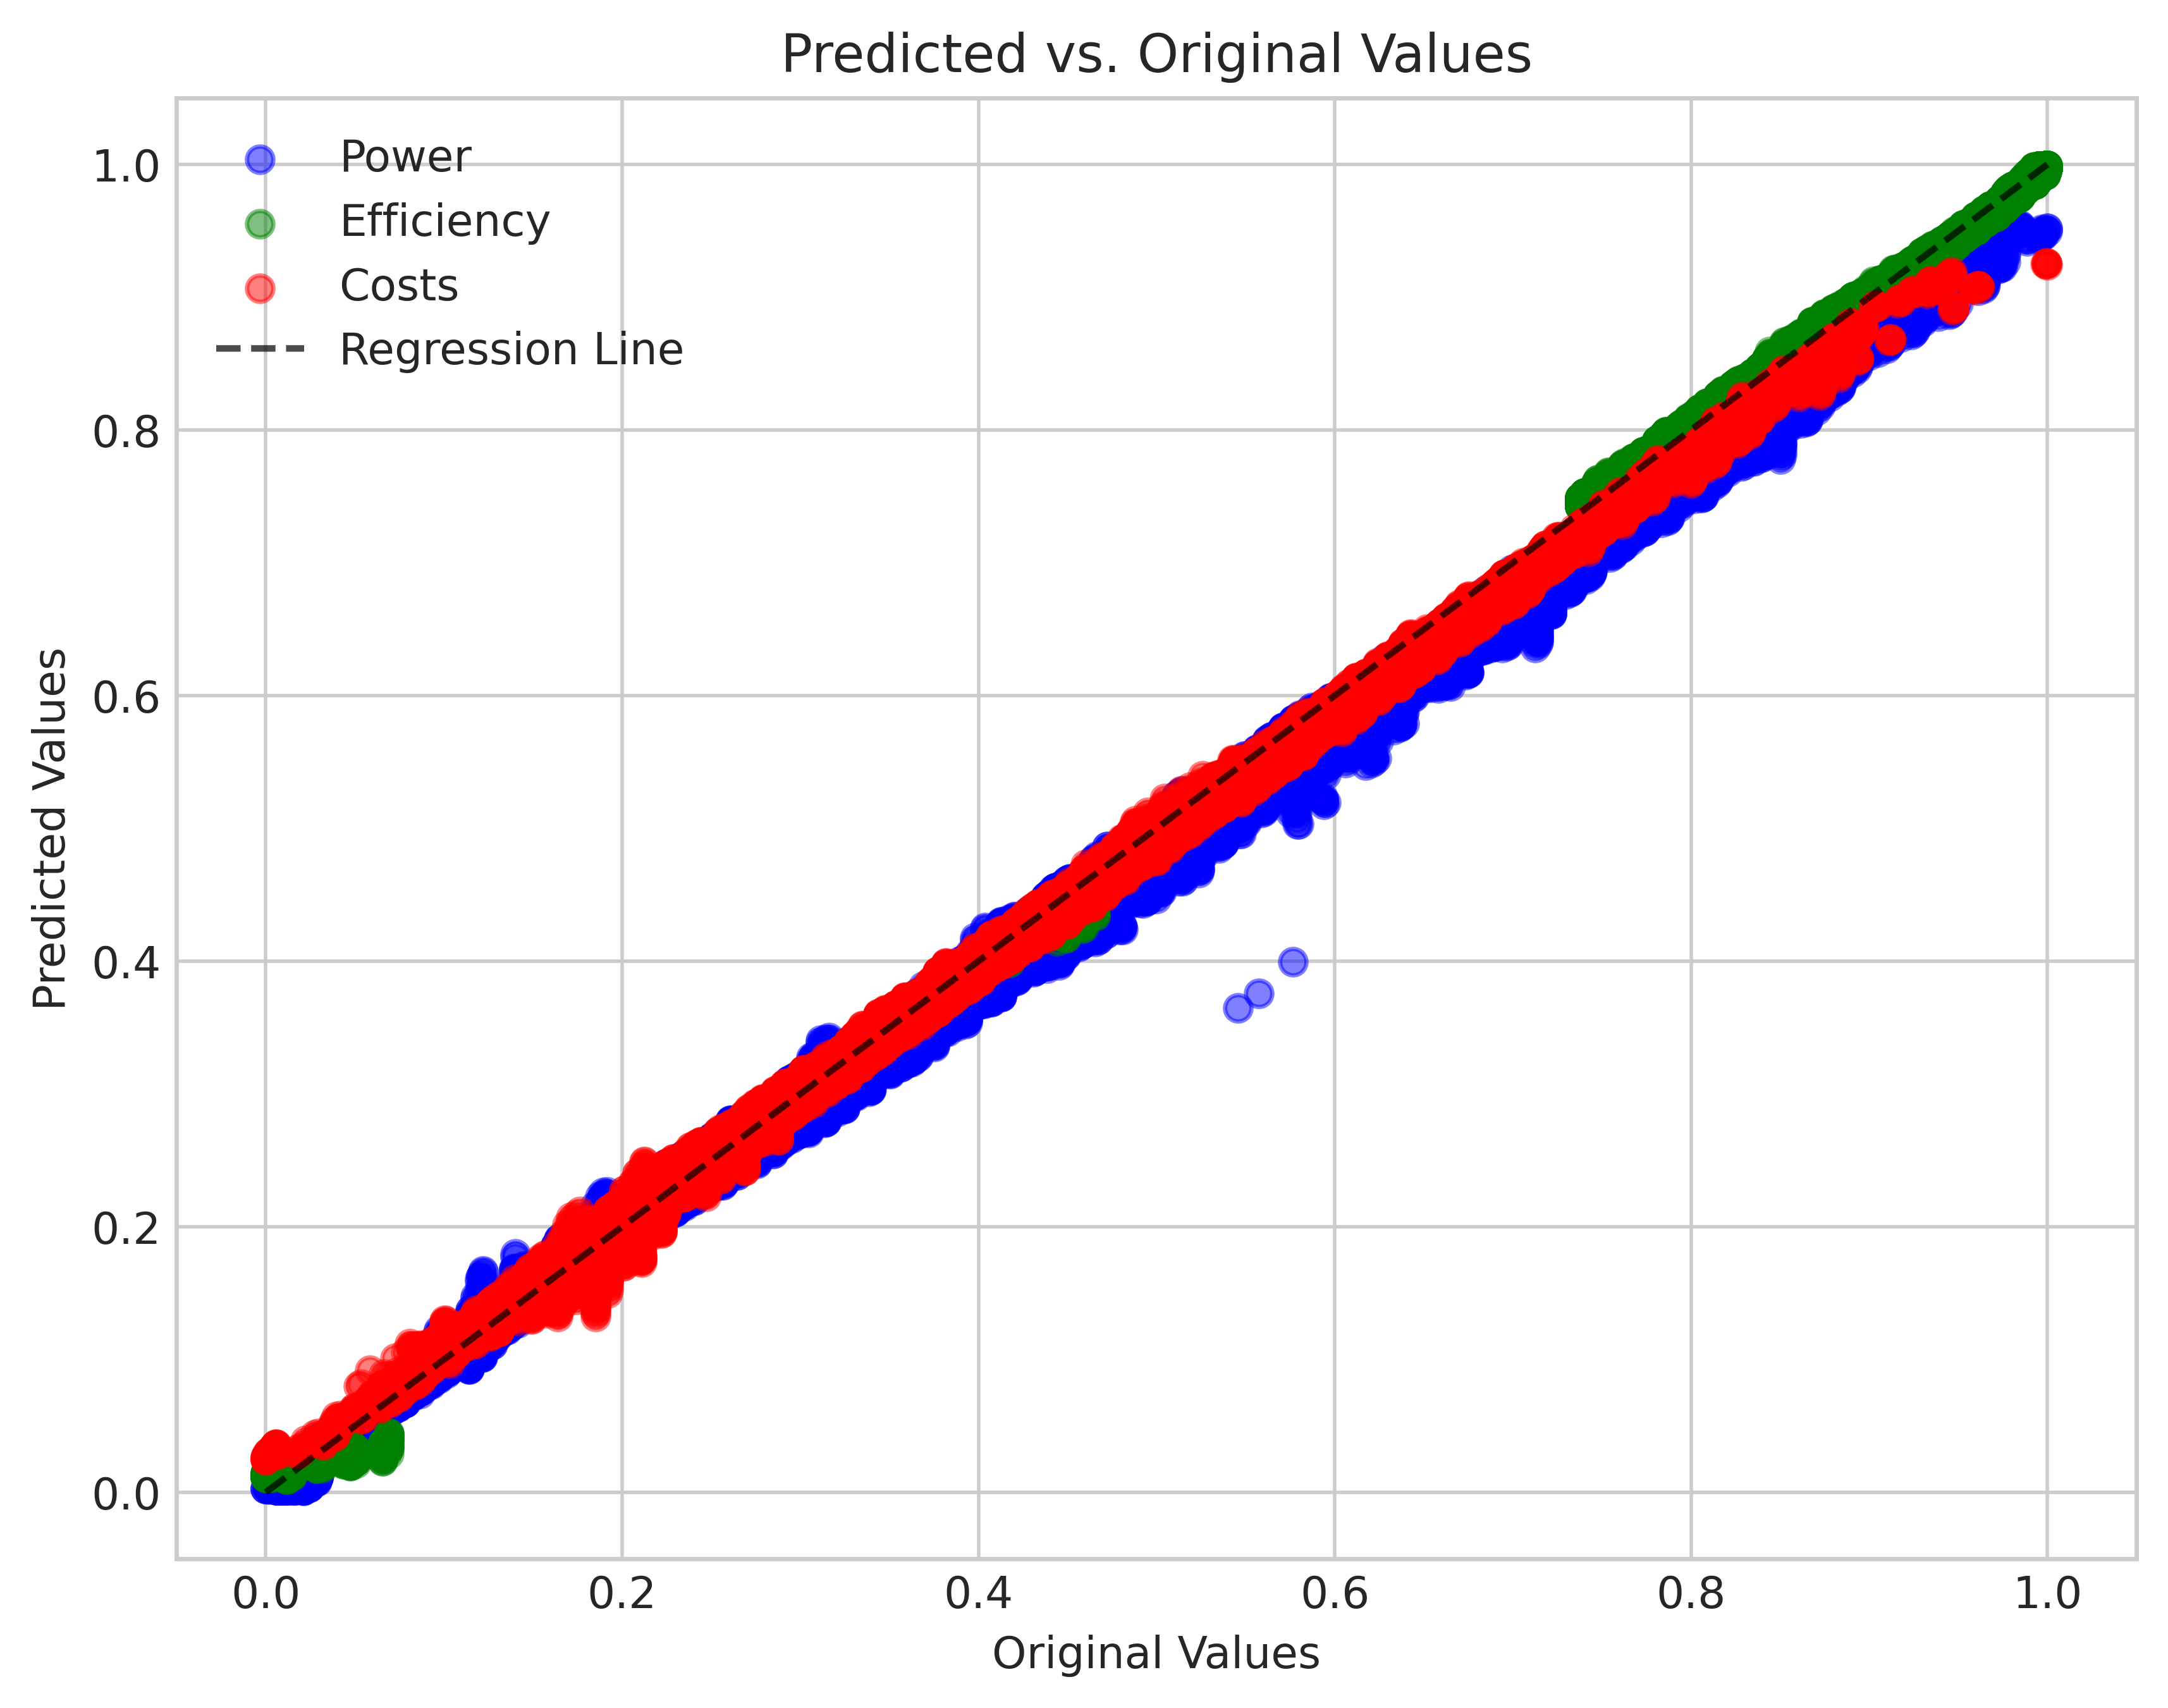 Predicted vs. Original Values
Power
Efficiency
Costs
Regression Line
Predicted Values
1.0
0.8
0.6
0.4
0.2
0.0
0.0 0.2 0.4 0.6 0.8 1.0
Original Values